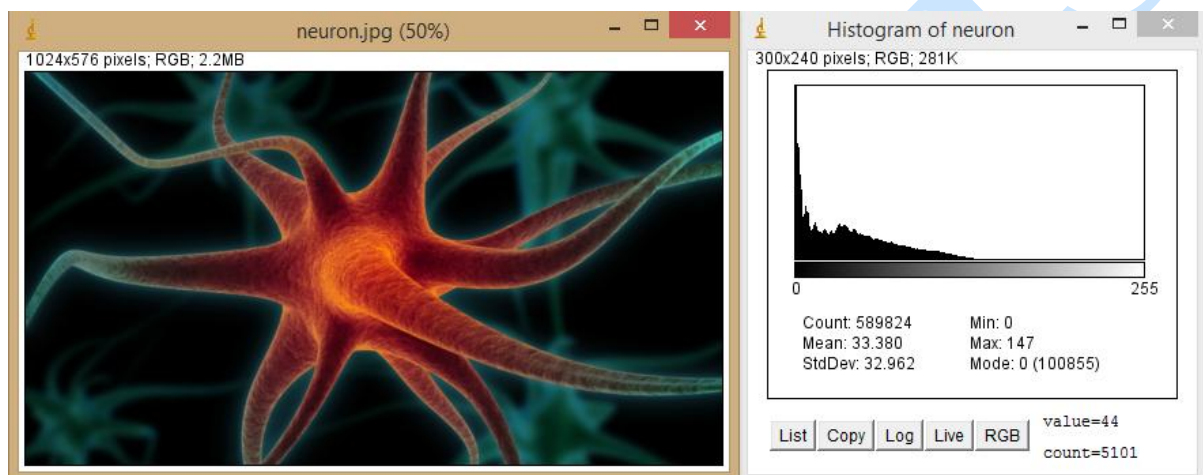 neuron.jpg (50%)
1024x576 pixels; RGB; 2.2MB
Histogram of neuron
300x240 pixels; RGB; 281K
0 255
Count: 589824 Min: 0
Mean: 33.380 Max: 147
StdDev: 32.962 Mode: 0 (100855)
List Copy Log Live RGB
value=44
count=5101